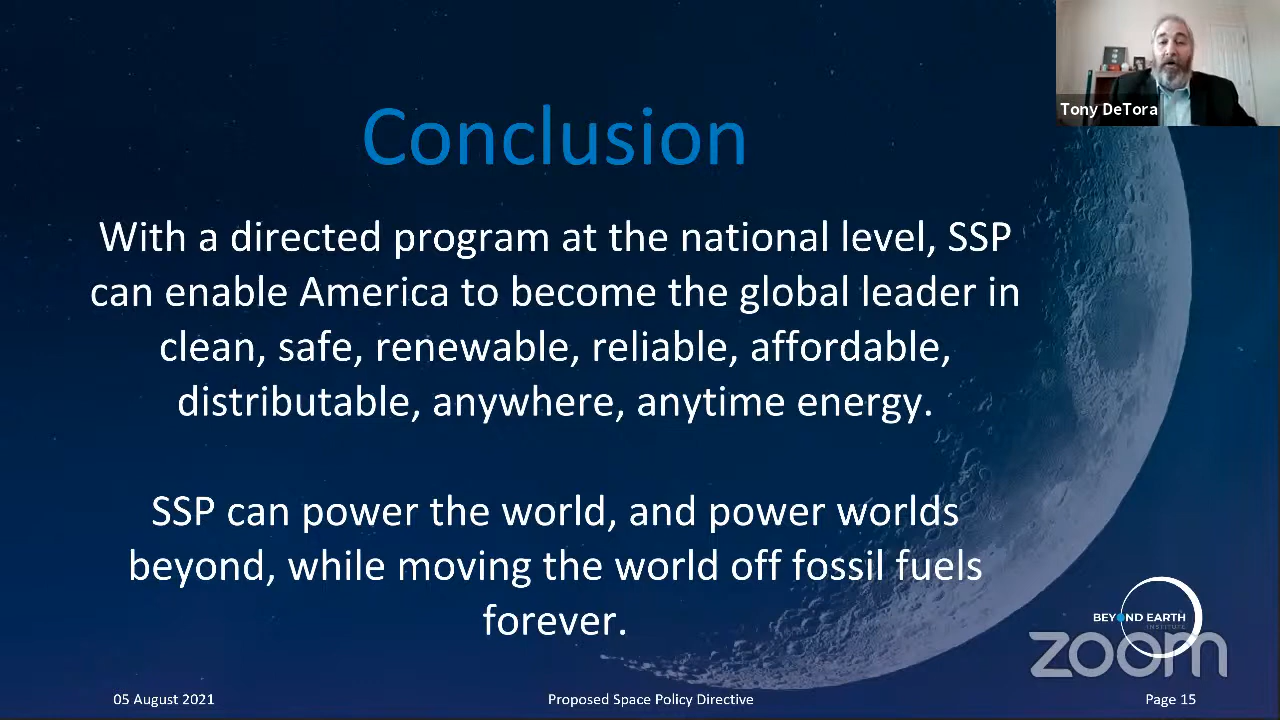 Tony DeTora
Conclusion
With a directed program at the national level, SSP
can enable America to become the global leader in
clean, safe, renewable, reliable, affordable,
distributable, anywhere, anytime energy.
SSP can power the world, and power worlds
beyond, while moving the world off fossil fuels
forever.
BEYOND EARTH
INSTITUTE
zoom
05 August 2021
Proposed Space Policy Directive
Page 15